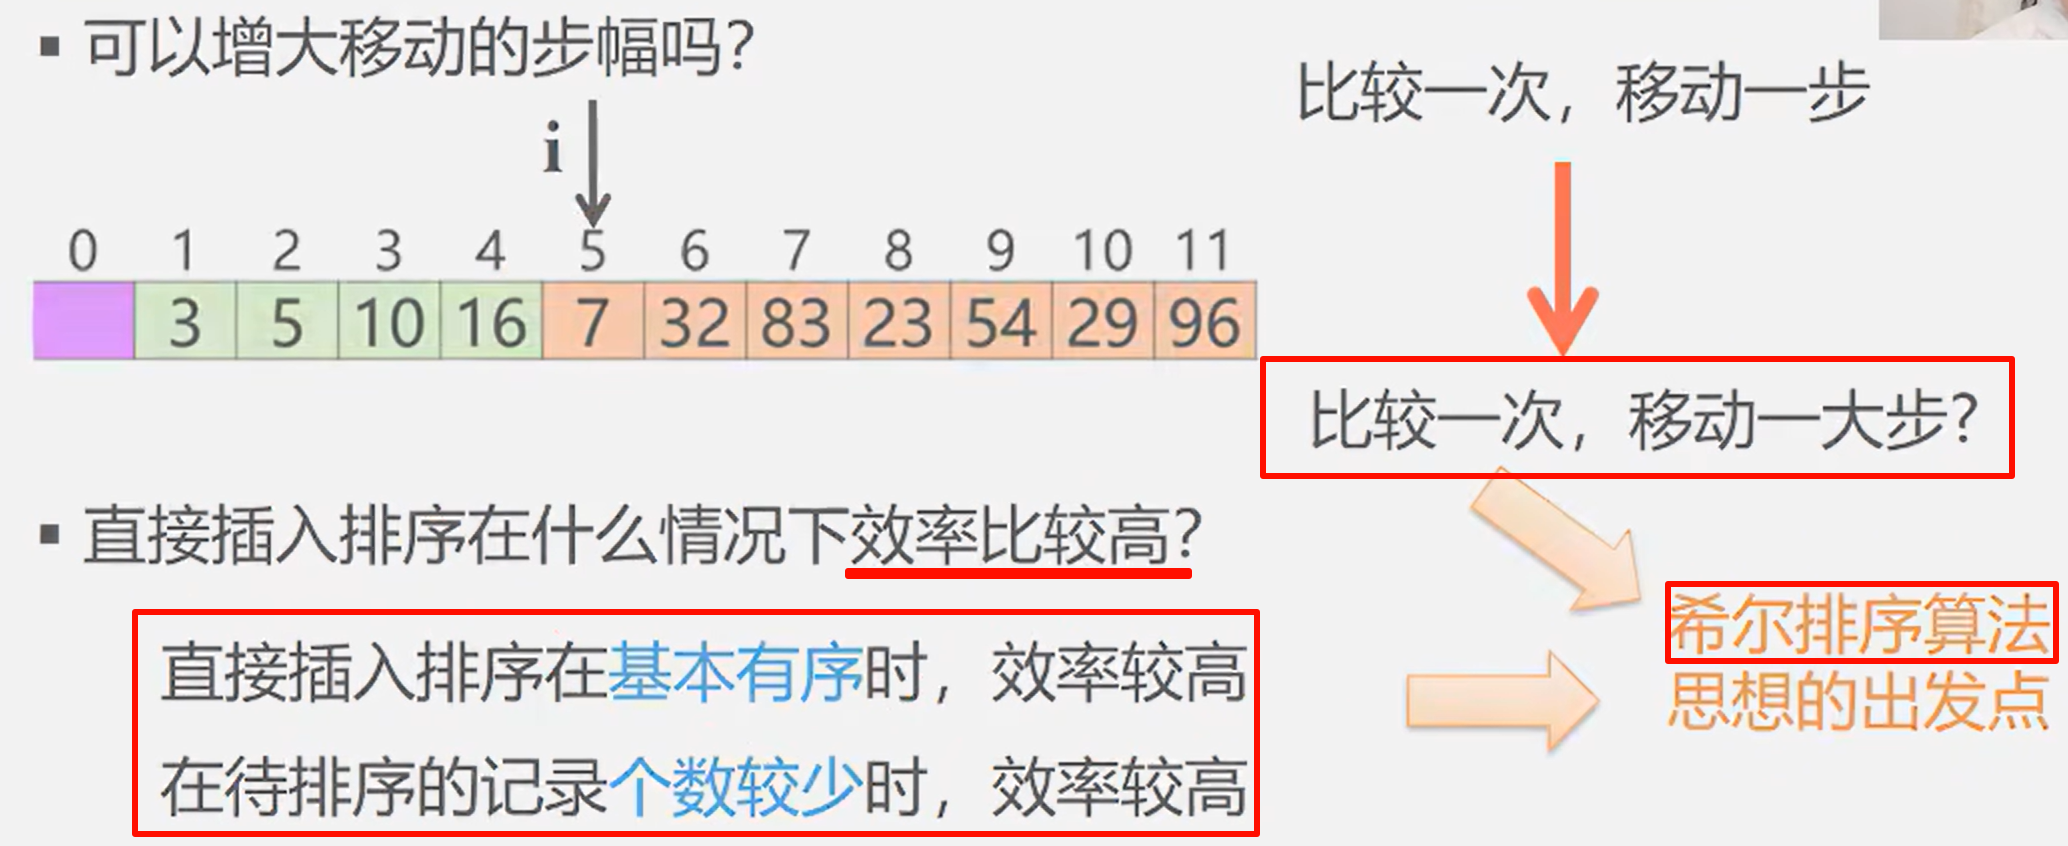 ▪ 可以增大移动的步幅吗？
比较一次，移动一步
i
0 1 2 3 4 5 6 7 8 9 10 11
3 5 10 16 7 32 83 23 54 29 96
比较一次，移动一大步？
▪ 直接插入排序在什么情况下效率比较高？
直接插入排序在基本有序时，效率较高
在待排序的记录个数较少时，效率较高
希尔排序算法
思想的出发点